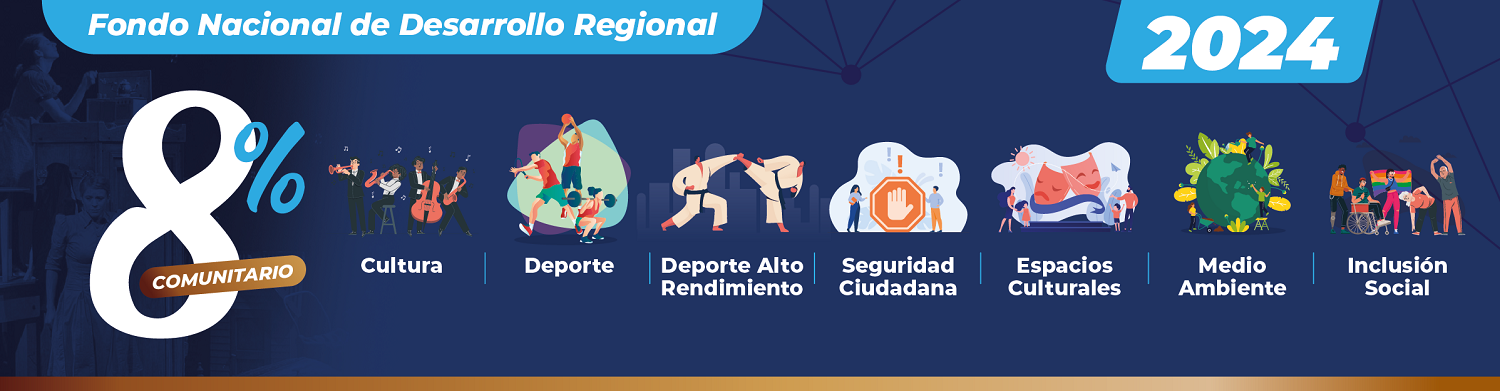 Fondo Nacional de Desarrollo Regional
2024
8%
COMUNITARIO
Cultura
Deporte
Deporte Alto
Rendimiento
Seguridad
Ciudadana
Espacios
Culturales
Medio
Ambiente
Inclusión
Social